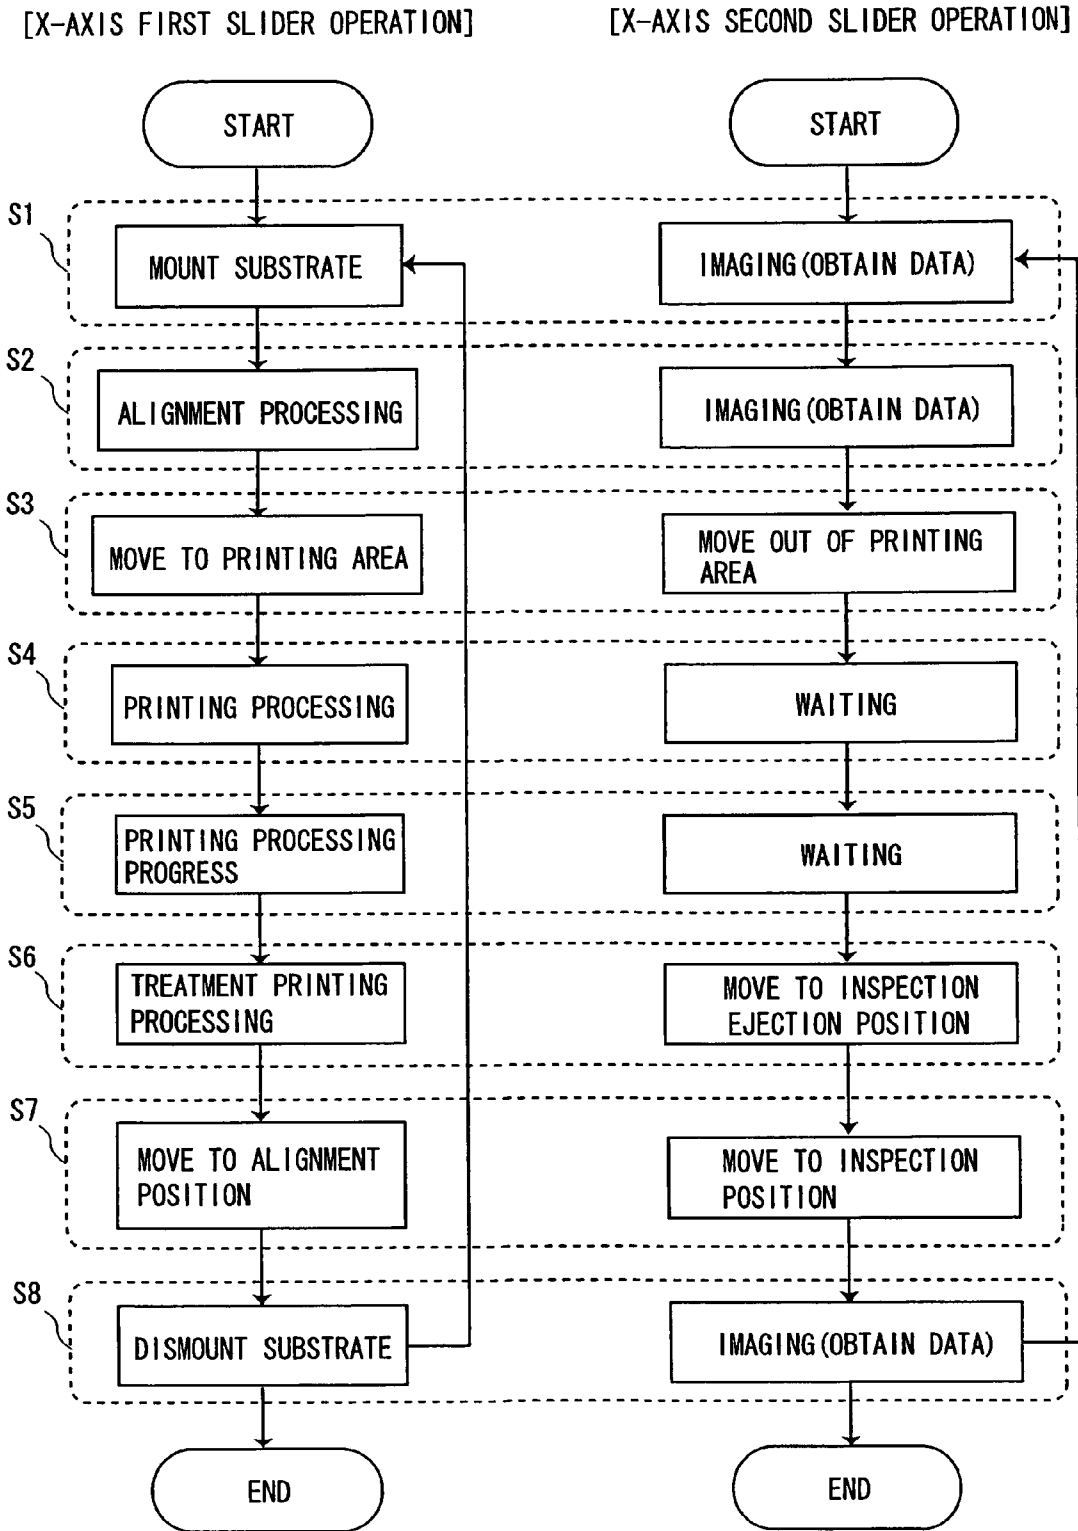 [X-AXIS FIRST SLIDER OPERATION]
[X-AXIS SECOND SLIDER OPERATION]
START
START
S1
MOUNT SUBSTRATE
IMAGING(OBTAIN DATA)
S2
ALIGNMENT PROCESSING
IMAGING(OBTAIN DATA)
S3
MOVE TO PRINTING AREA
MOVE OUT OF PRINTING
AREA
S4
PRINTING PROCESSING
WAITING
S5
PRINTING PROCESSING
PROGRESS
WAITING
S6
TREATMENT PRINTING
PROCESSING
MOVE TO INSPECTION
EJECTION POSITION
S7
MOVE TO ALIGNMENT
POSITION
MOVE TO INSPECTION
POSITION
S8
DISMOUNT SUBSTRATE
IMAGING(OBTAIN DATA)
END
END